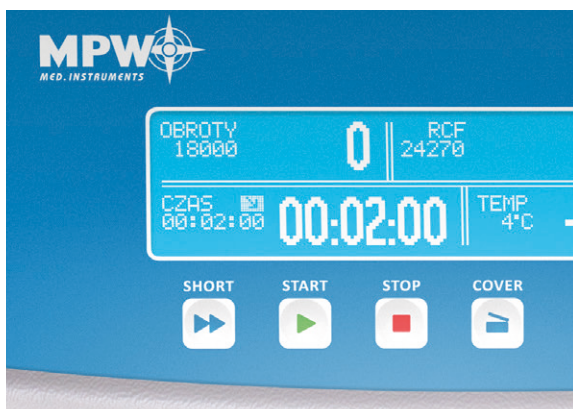 MPW
MED. INSTRUMENTS
OBROTY
18000
0
RCF
24270
CZAS
00:02:00
00:02:00
TEMP
4°C
SHORT
START
STOP
COVER